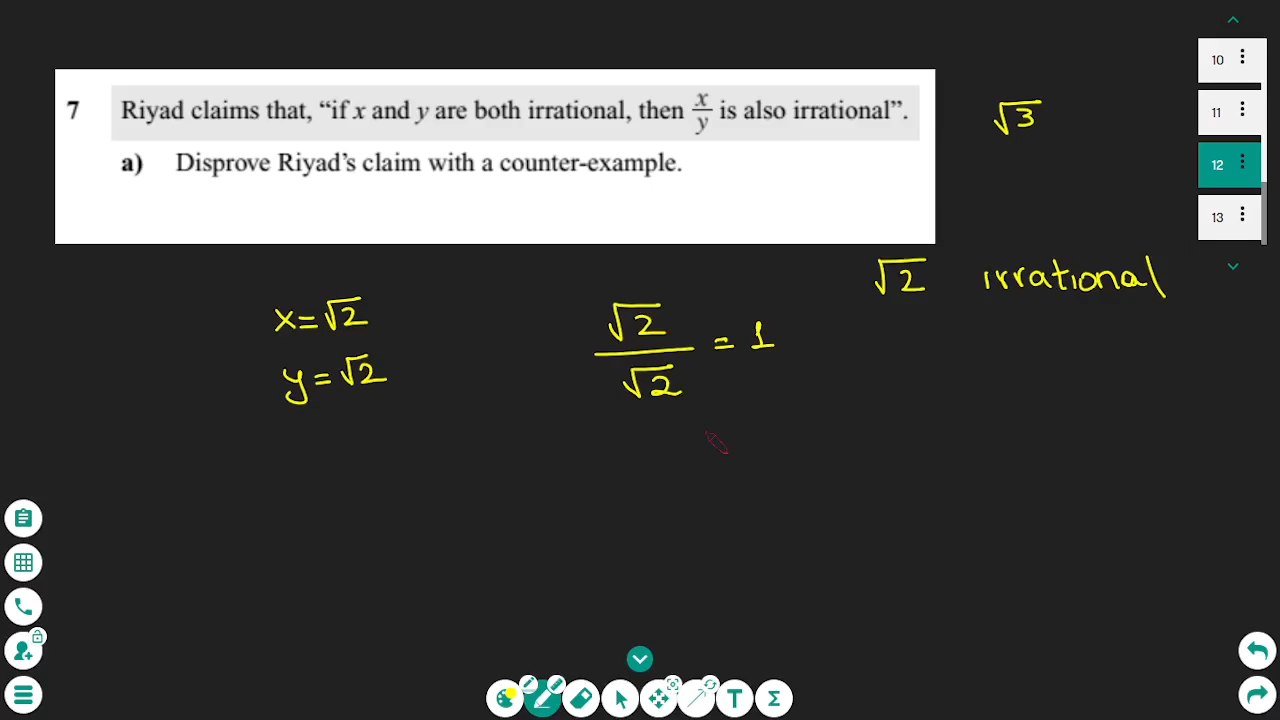 10
11
12
13
7 Riyad claims that, “if x and y are both irrational, then x/y is also irrational”.
a) Disprove Riyad’s claim with a counter-example.
√3
√2 irrational
x=√2
y=√2
√2/√2 = 1
T Σ